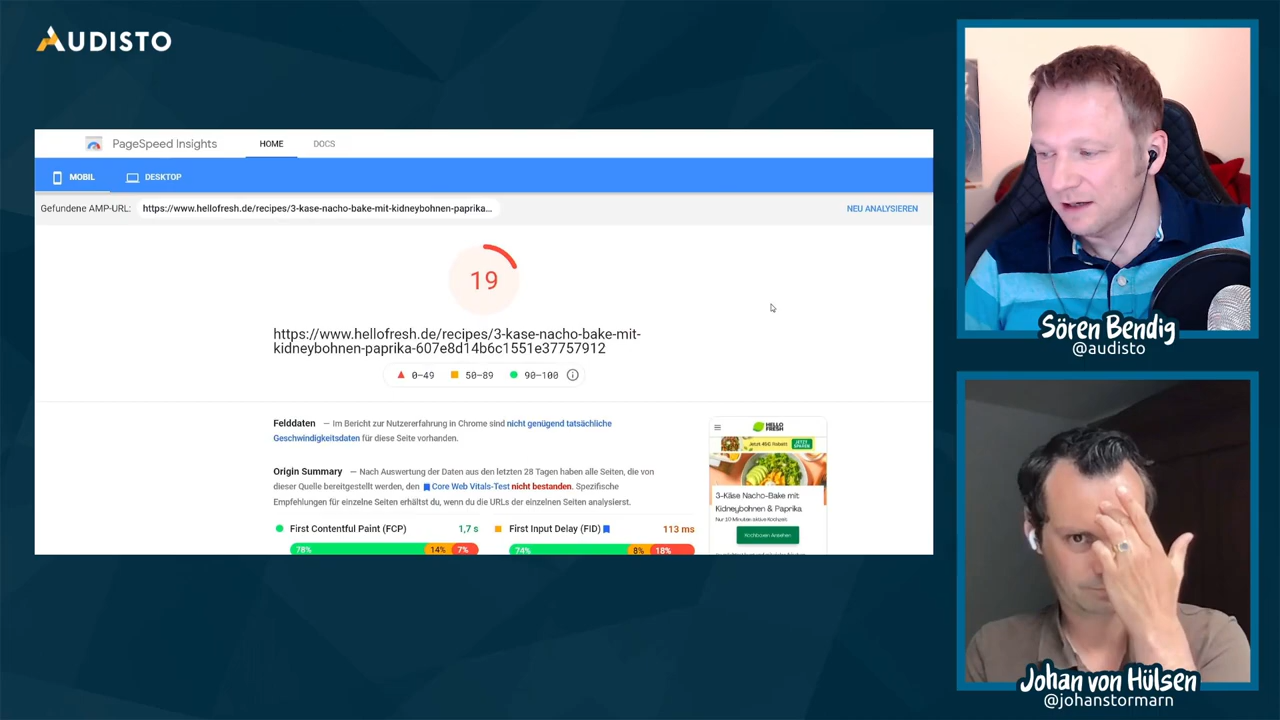 AUDISTO
PageSpeed Insights
HOME
DOCS
MOBIL
DESKTOP
Gefundene AMP-URL:
https://www.hellofresh.de/recipes/3-kase-nacho-bake-mit-kidneybohnen-paprika...
NEU ANALYSIEREN
19
https://www.hellofresh.de/recipes/3-kase-nacho-bake-mit-
kidneybohnen-paprika-607e8d14b6c1551e37757912
0–49
50–89
90–100
Felddaten — Im Bericht zur Nutzererfahrung in Chrome sind nicht genügend tatsächliche
Geschwindigkeitsdaten für diese Seite vorhanden.
Origin Summary — Nach Auswertung der Daten aus den letzten 28 Tagen haben alle Seiten, die von
dieser Quelle bereitgestellt werden, den Core Web Vitals-Test nicht bestanden. Spezifische
Empfehlungen für einzelne Seiten erhältst du, wenn du die URLs der einzelnen Seiten analysierst.
First Contentful Paint (FCP)
1,7 s
78%
14%
7%
First Input Delay (FID)
113 ms
74%
8%
18%
HELLO
FRESH
JETZT
SPAREN
3-Käse Nacho-Bake mit
Kidneybohnen & Paprika
Nur 10 Minuten aktive Kochzeit
Kochboxen Ansehen
Sören Bendig
@audisto
Johan von Hülsen
@johanstormarn